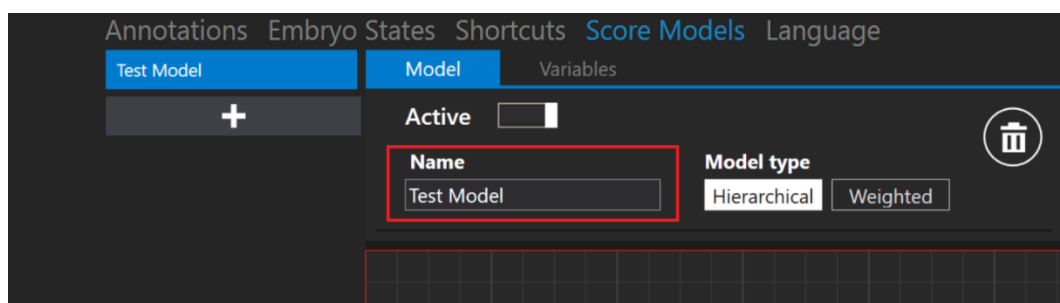 Annotations Embryo States Shortcuts Score Models Language
Test Model
Model Variables
Active
Name
Test Model
Model type
Hierarchical Weighted